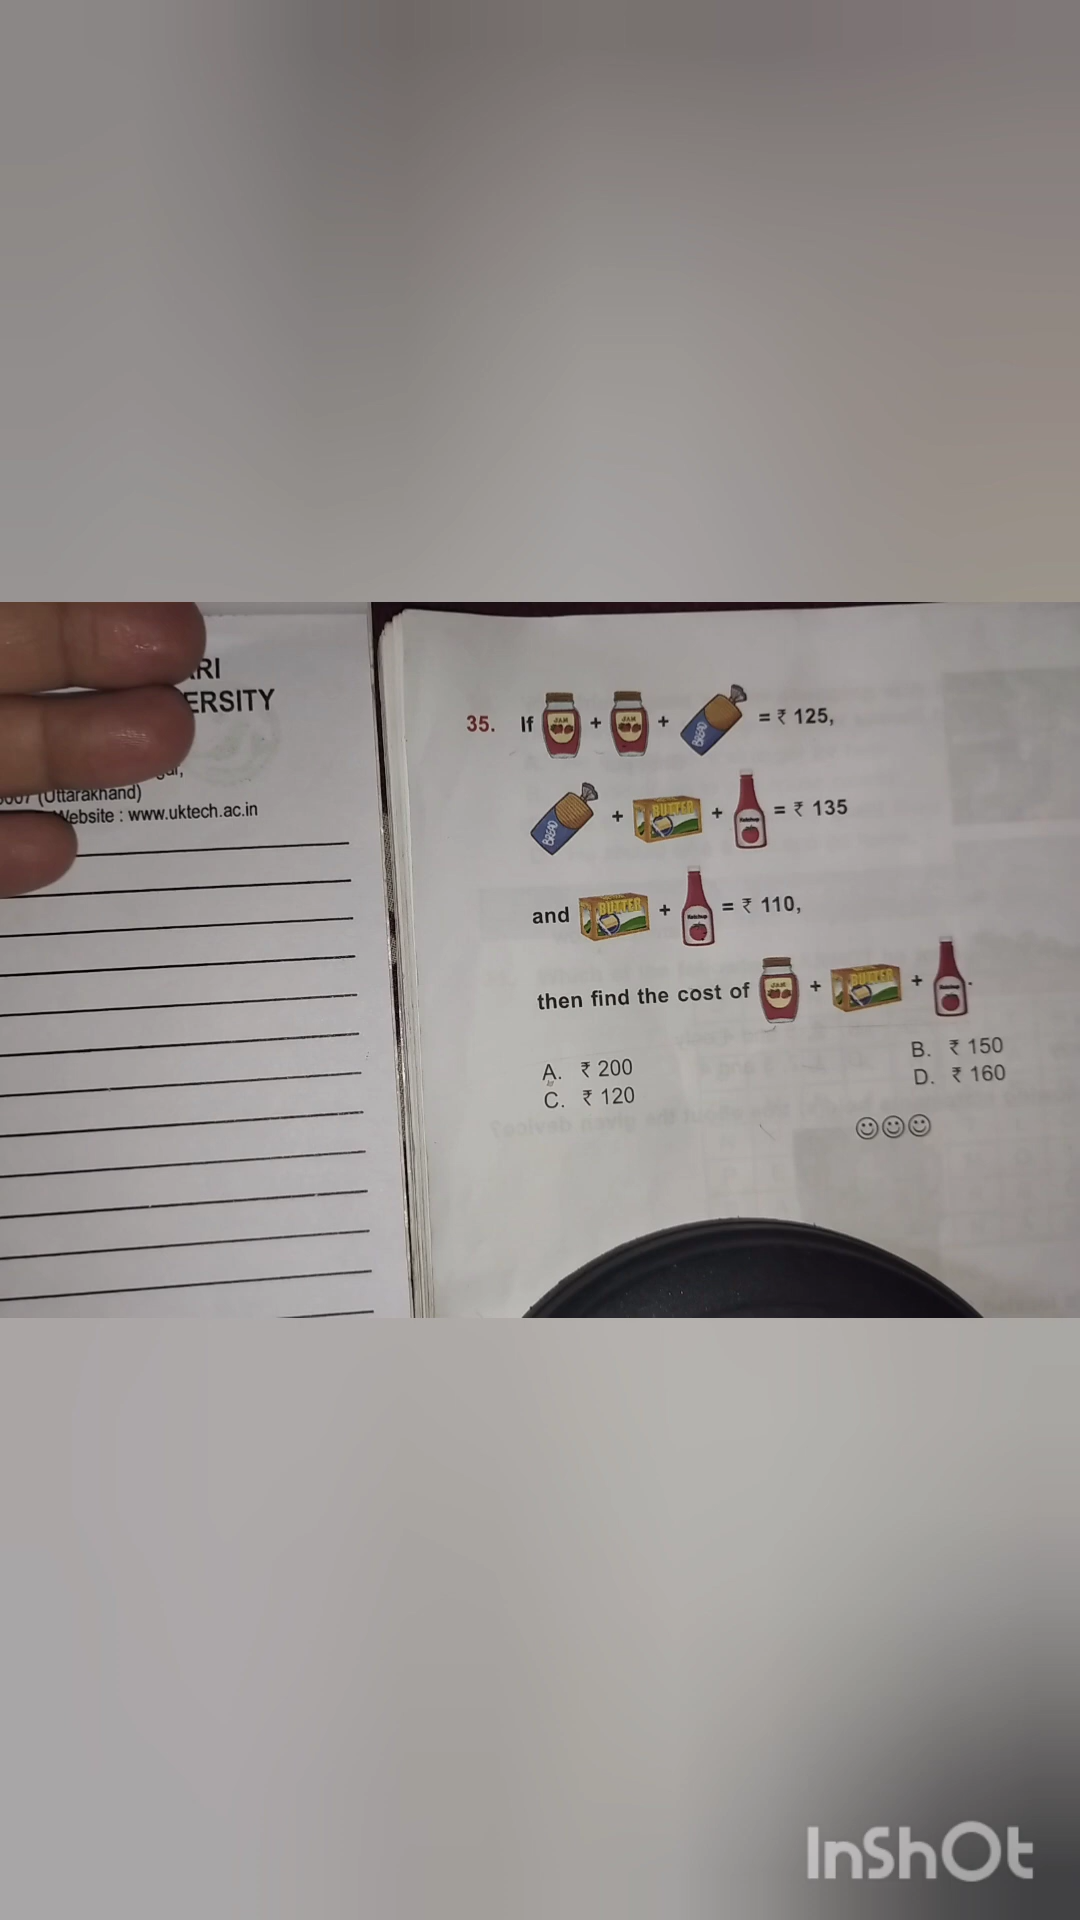 RI
ERSITY
(Uttarakhand)
Website : www.uktech.ac.in
35. If JAM + JAM + BREAD = ₹ 125,
BREAD + BUTTER + Ketchup = ₹ 135
and BUTTER + Ketchup = ₹ 110,
then find the cost of JAM + BUTTER + Ketchup.
A. ₹ 200 B. ₹ 150
C. ₹ 120 D. ₹ 160
InShOt